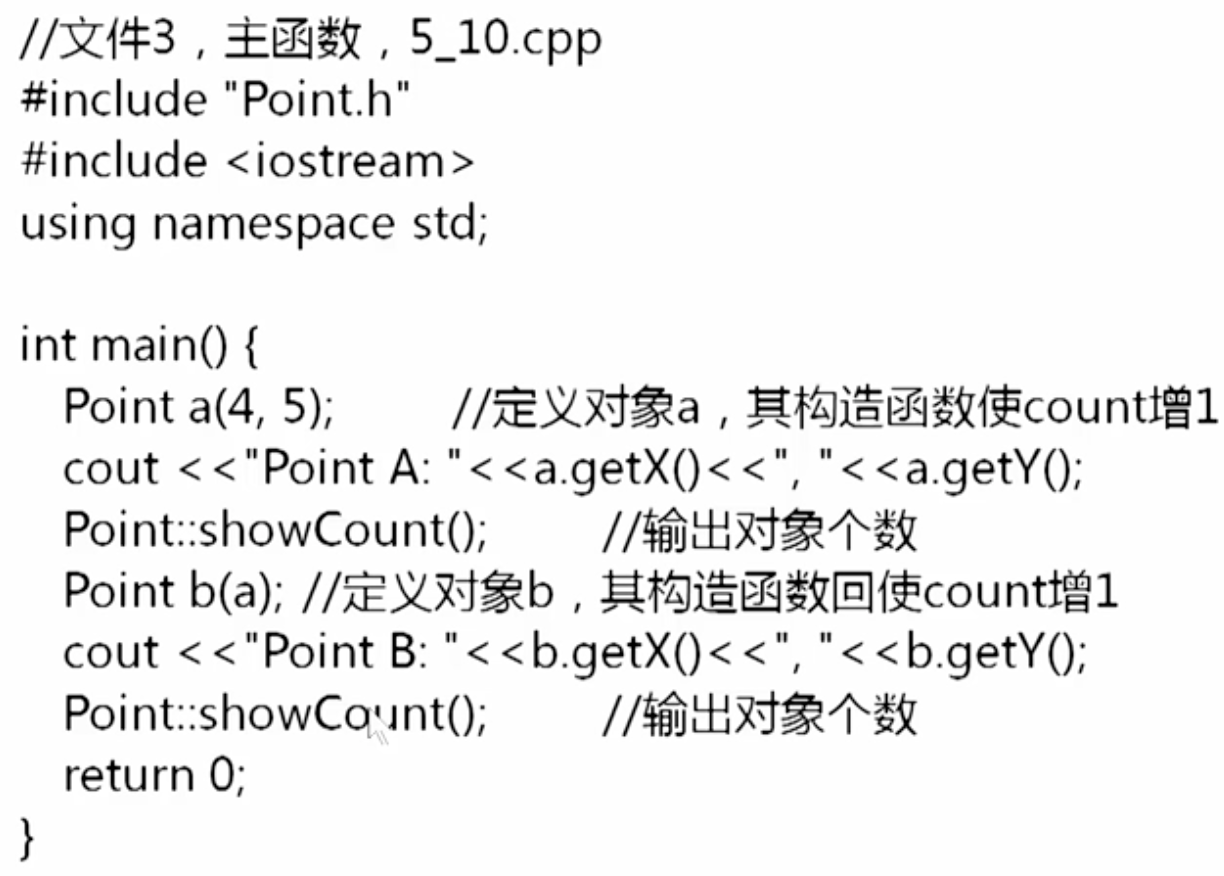 //文件3，主函数，5_10.cpp
#include "Point.h"
#include <iostream>
using namespace std;
int main() {
Point a(4, 5); //定义对象a，其构造函数使count增1
cout <<"Point A: "<<a.getX()<<", "<<a.getY();
Point::showCount(); //输出对象个数
Point b(a); //定义对象b，其构造函数回使count增1
cout <<"Point B: "<<b.getX()<<", "<<b.getY();
Point::showCount(); //输出对象个数
return 0;
}